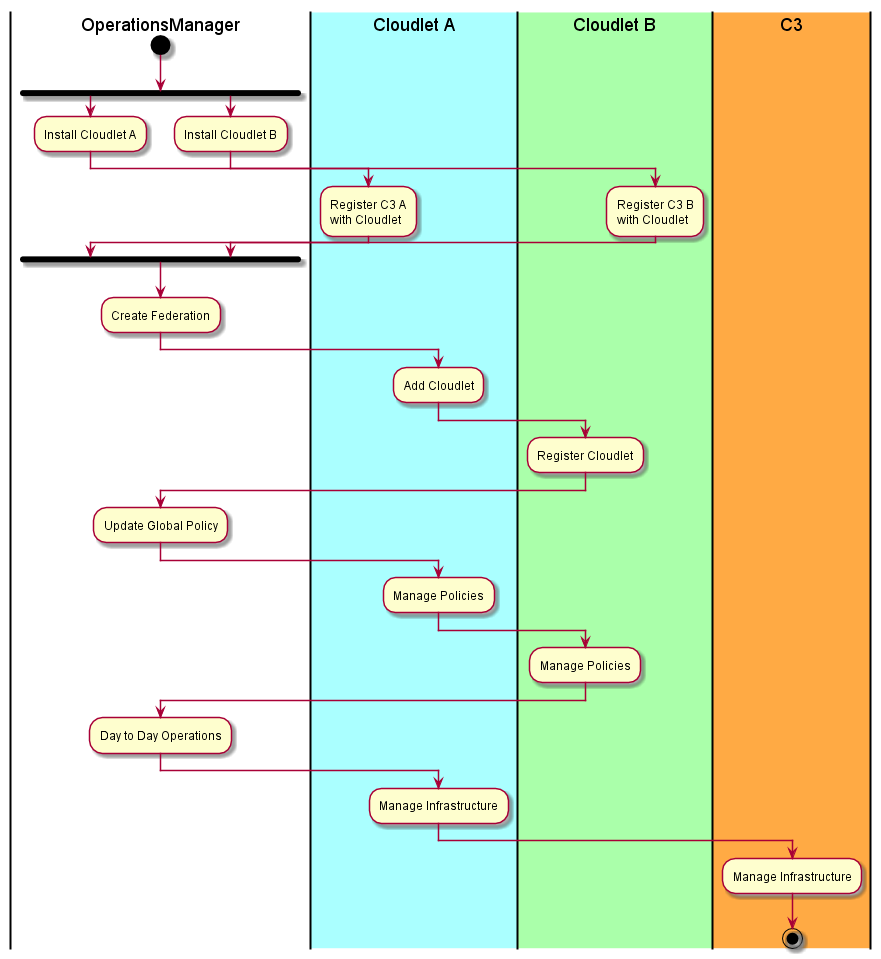 OperationsManager
Cloudlet A
Cloudlet B
C3
Install Cloudlet A
Install Cloudlet B
Register C3 A
with Cloudlet
Register C3 B
with Cloudlet
Create Federation
Add Cloudlet
Register Cloudlet
Update Global Policy
Manage Policies
Manage Policies
Day to Day Operations
Manage Infrastructure
Manage Infrastructure